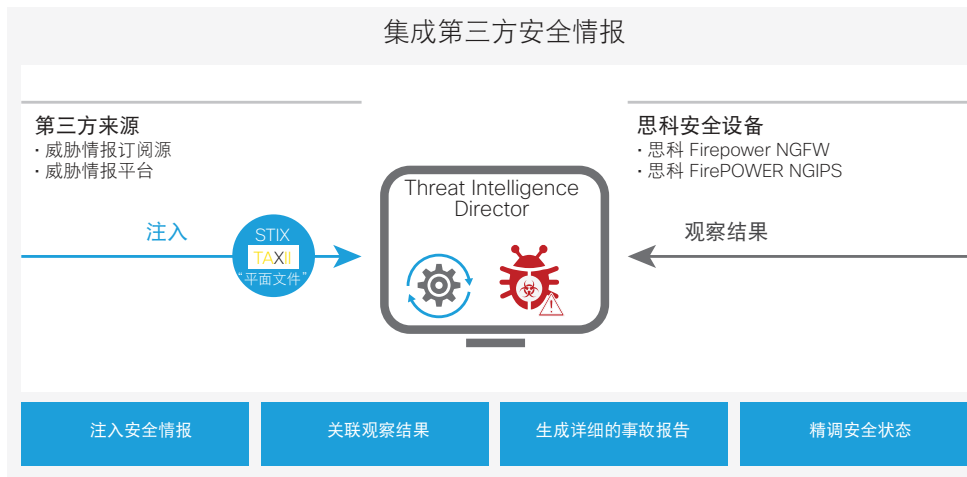 集成第三方安全情报
第三方来源
· 威胁情报订阅源
· 威胁情报平台
思科安全设备
· 思科 Firepower NGFW
· 思科 FirePOWER NGIPS
Threat Intelligence
Director
注入
STIX
TAXII
“平面文件”
观察结果
!
注入安全情报
关联观察结果
生成详细的事故报告
精调安全状态